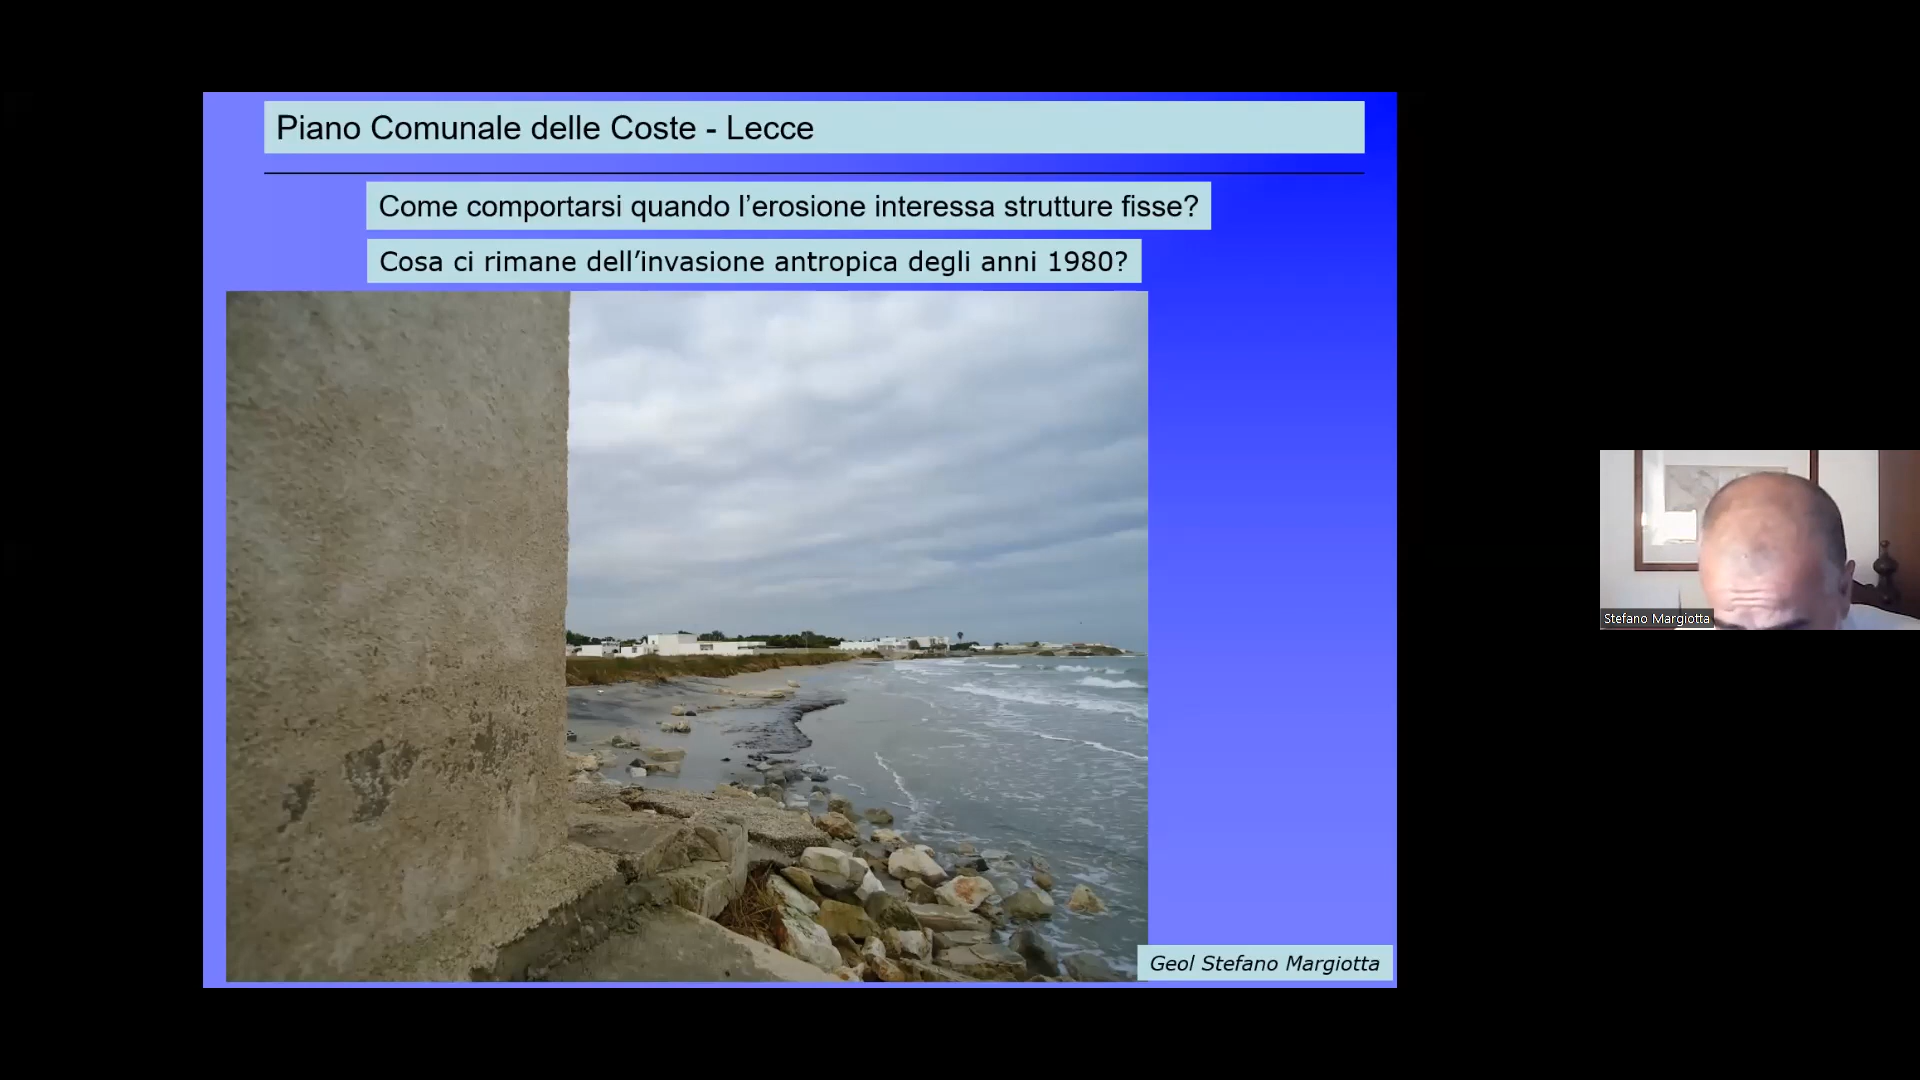 Piano Comunale delle Coste - Lecce
Come comportarsi quando l’erosione interessa strutture fisse?
Cosa ci rimane dell’invasione antropica degli anni 1980?
Geol Stefano Margiotta
Stefano Margiotta